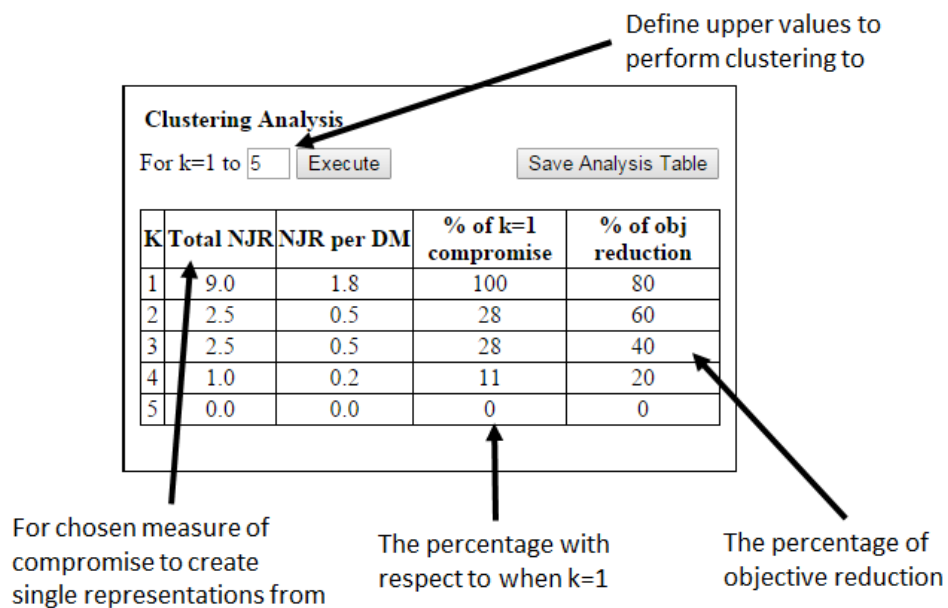 Define upper values to
perform clustering to
Clustering Analysis
For k=1 to 5 Execute Save Analysis Table
K Total NJR NJR per DM % of k=1 compromise % of obj reduction
1 9.0 1.8 100 80
2 2.5 0.5 28 60
3 2.5 0.5 28 40
4 1.0 0.2 11 20
5 0.0 0.0 0 0
For chosen measure of
compromise to create
single representations from
The percentage with
respect to when k=1
The percentage of
objective reduction